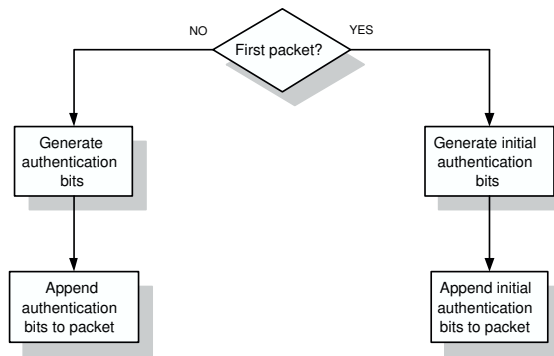 NO
YES
First packet?
Generate
authentication
bits
Generate initial
authentication
bits
Append
authentication
bits to packet
Append initial
authentication
bits to packet